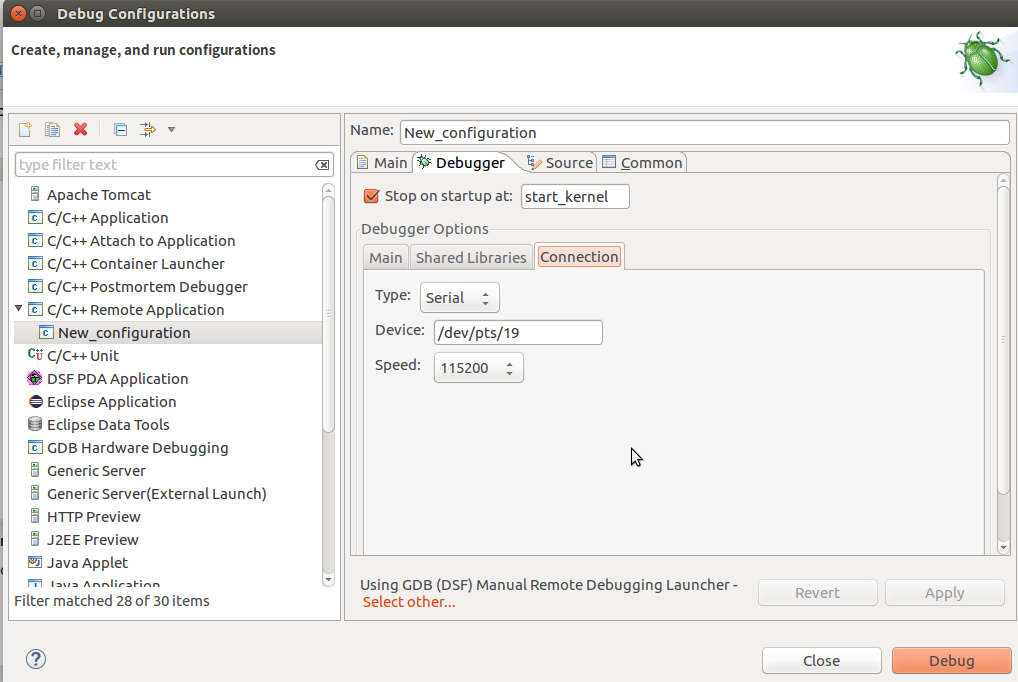 Debug Configurations
Create, manage, and run configurations
type filter text
Apache Tomcat
C/C++ Application
C/C++ Attach to Application
C/C++ Container Launcher
C/C++ Postmortem Debugger
C/C++ Remote Application
New_configuration
C/C++ Unit
DSF PDA Application
Eclipse Application
Eclipse Data Tools
GDB Hardware Debugging
Generic Server
Generic Server(External Launch)
HTTP Preview
J2EE Preview
Java Applet
Java Application
Filter matched 28 of 30 items
Name: New_configuration
Main Debugger Source Common
Stop on startup at: start_kernel
Debugger Options
Main Shared Libraries Connection
Type: Serial
Device: /dev/pts/19
Speed: 115200
Using GDB (DSF) Manual Remote Debugging Launcher -
Select other...
Revert Apply
Close Debug